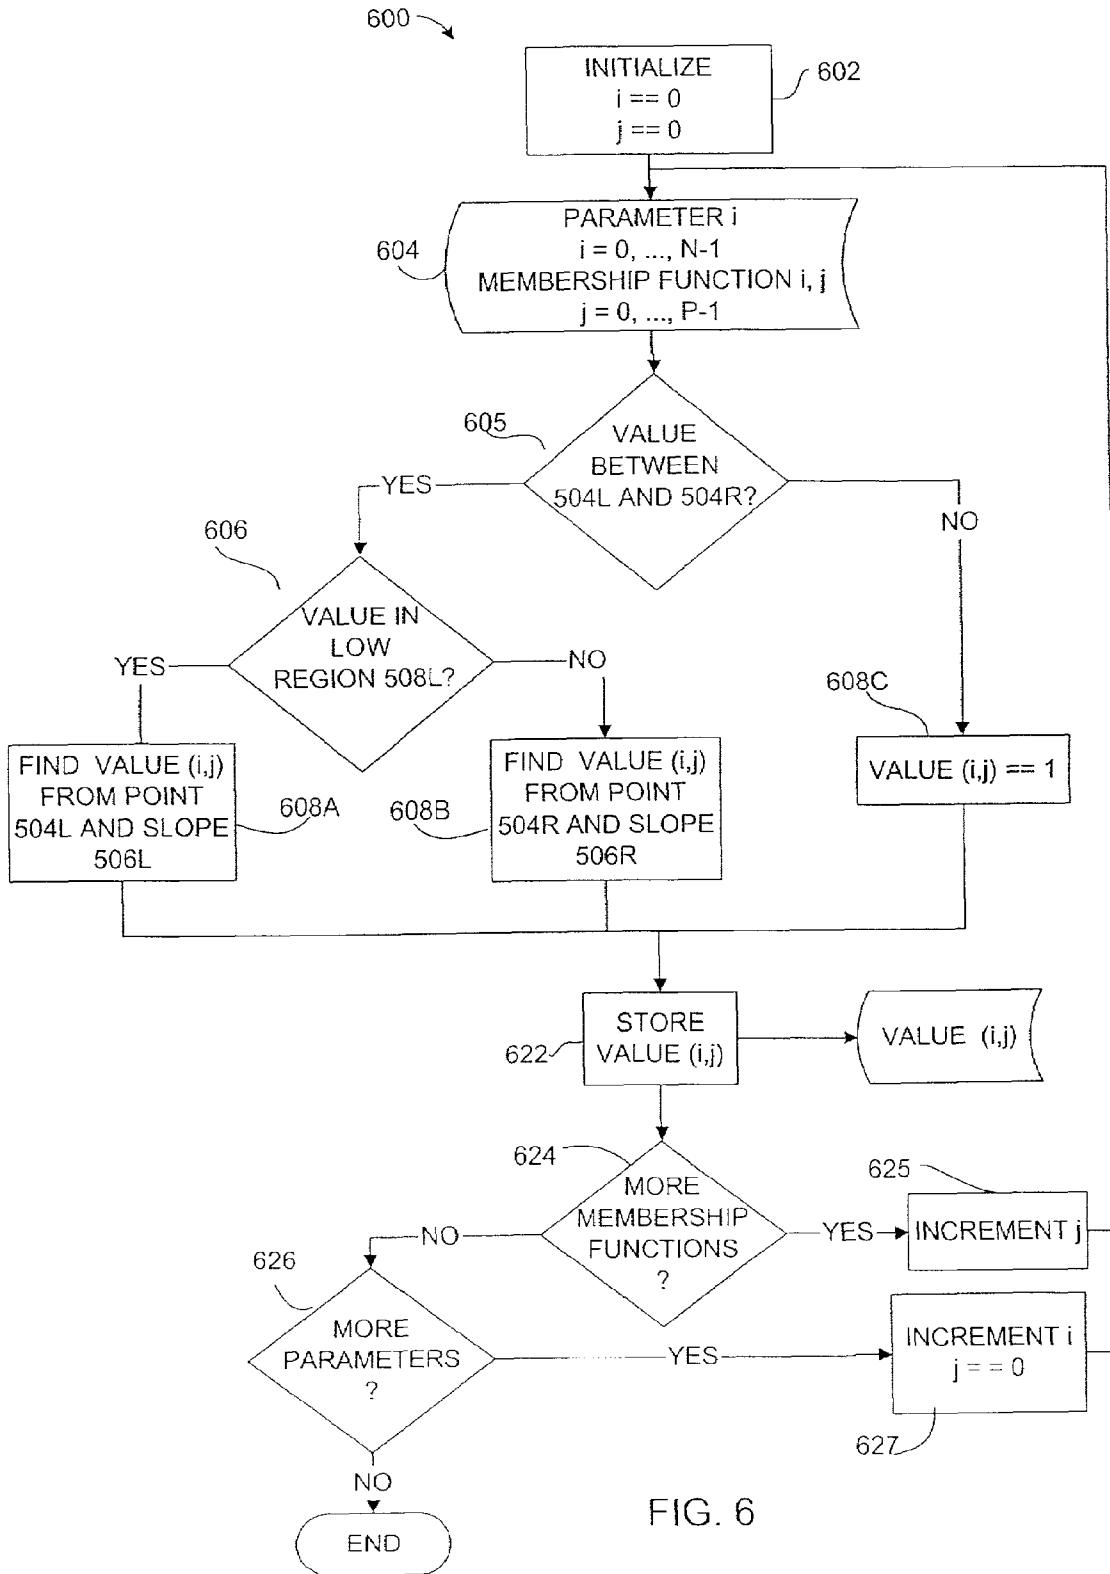 600
INITIALIZE
i == 0
j == 0
602
PARAMETER i
i = 0, ..., N-1
MEMBERSHIP FUNCTION i, j
j = 0, ..., P-1
604
605
VALUE
BETWEEN
504L AND 504R?
YES
NO
606
VALUE IN
LOW
REGION 508L?
YES
NO
608C
FIND VALUE (i,j)
FROM POINT
504L AND SLOPE
506L
608A
608B
FIND VALUE (i,j)
FROM POINT
504R AND SLOPE
506R
VALUE (i,j) == 1
622
STORE
VALUE (i,j)
VALUE (i,j)
624
MORE
MEMBERSHIP
FUNCTIONS
?
NO
YES
625
INCREMENT j
626
MORE
PARAMETERS
?
YES
INCREMENT i
j = = 0
627
NO
END
FIG. 6